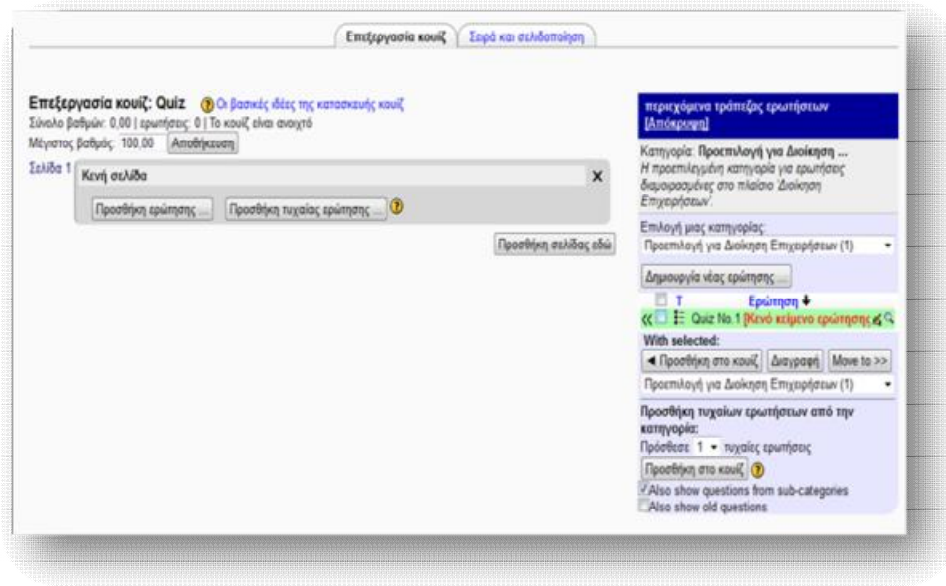 Επεξεργασία κουίζ Σειρά και σελιδοποίηση
Επεξεργασία κουίζ: Quiz Οι βασικές ιδέες της κατασκευής κουίζ
Σύνολο βαθμών: 0,00 | ερωτήσεις: 0 | Το κουίζ είναι ανοιχτό
Μέγιστος βαθμός: 100,00 Αποθήκευση
Σελίδα 1
Κενή σελίδα X
Προσθήκη ερώτησης ... Προσθήκη τυχαίας ερώτησης ...
Προσθήκη σελίδας εδώ
περιεχόμενα τράπεζας ερωτήσεων
[Απόκρυψη]
Κατηγορία: Προεπιλογή για Διοίκηση ...
Η προεπιλεγμένη κατηγορία για ερωτήσεις
διαμοιρασμένες στο πλαίσιο 'Διοίκηση
Επιχειρήσεων'.
Επιλογή μιας κατηγορίας:
Προεπιλογή για Διοίκηση Επιχειρήσεων (1)
Δημιουργία νέας ερώτησης ...
T Ερώτηση
Quiz No.1 [Κενό κείμενο ερώτησης
With selected:
Προσθήκη στο κουίζ Διαγραφή Move to >>
Προεπιλογή για Διοίκηση Επιχειρήσεων (1)
Προσθήκη τυχαίων ερωτήσεων από την
κατηγορία:
Πρόσθεσε 1 τυχαίες ερωτήσεις
Προσθήκη στο κουίζ
Also show questions from sub-categories
Also show old questions